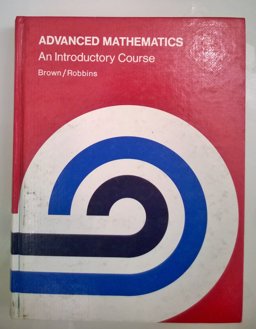 ADVANCED MATHEMATICS
An Introductory Course
Brown/Robbins